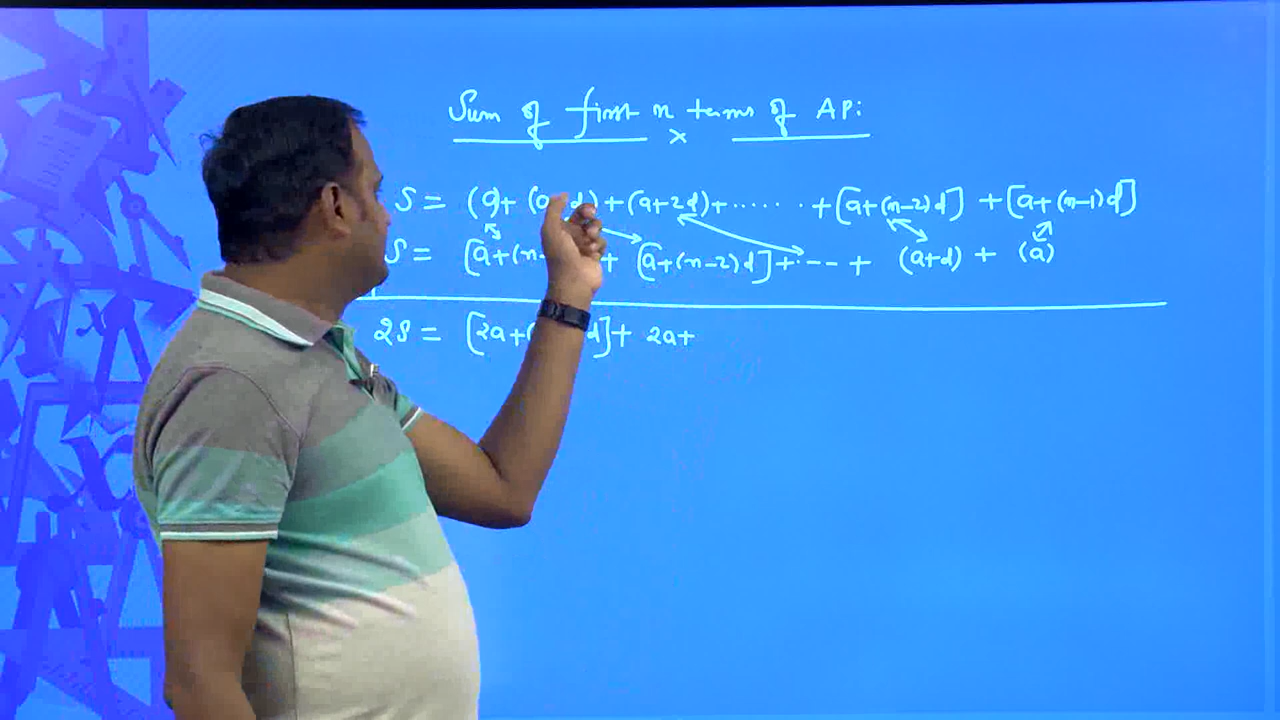 Sum of first n terms of AP:
x
S = (a + (a d) + (a+2d) + ...... + [a+(n-2)d] + [a+(n-1)d]
S = [a+(n- + [a+(n-2)d] + --- + (a+d) + (a)
2S = [2a+( d] + 2a+